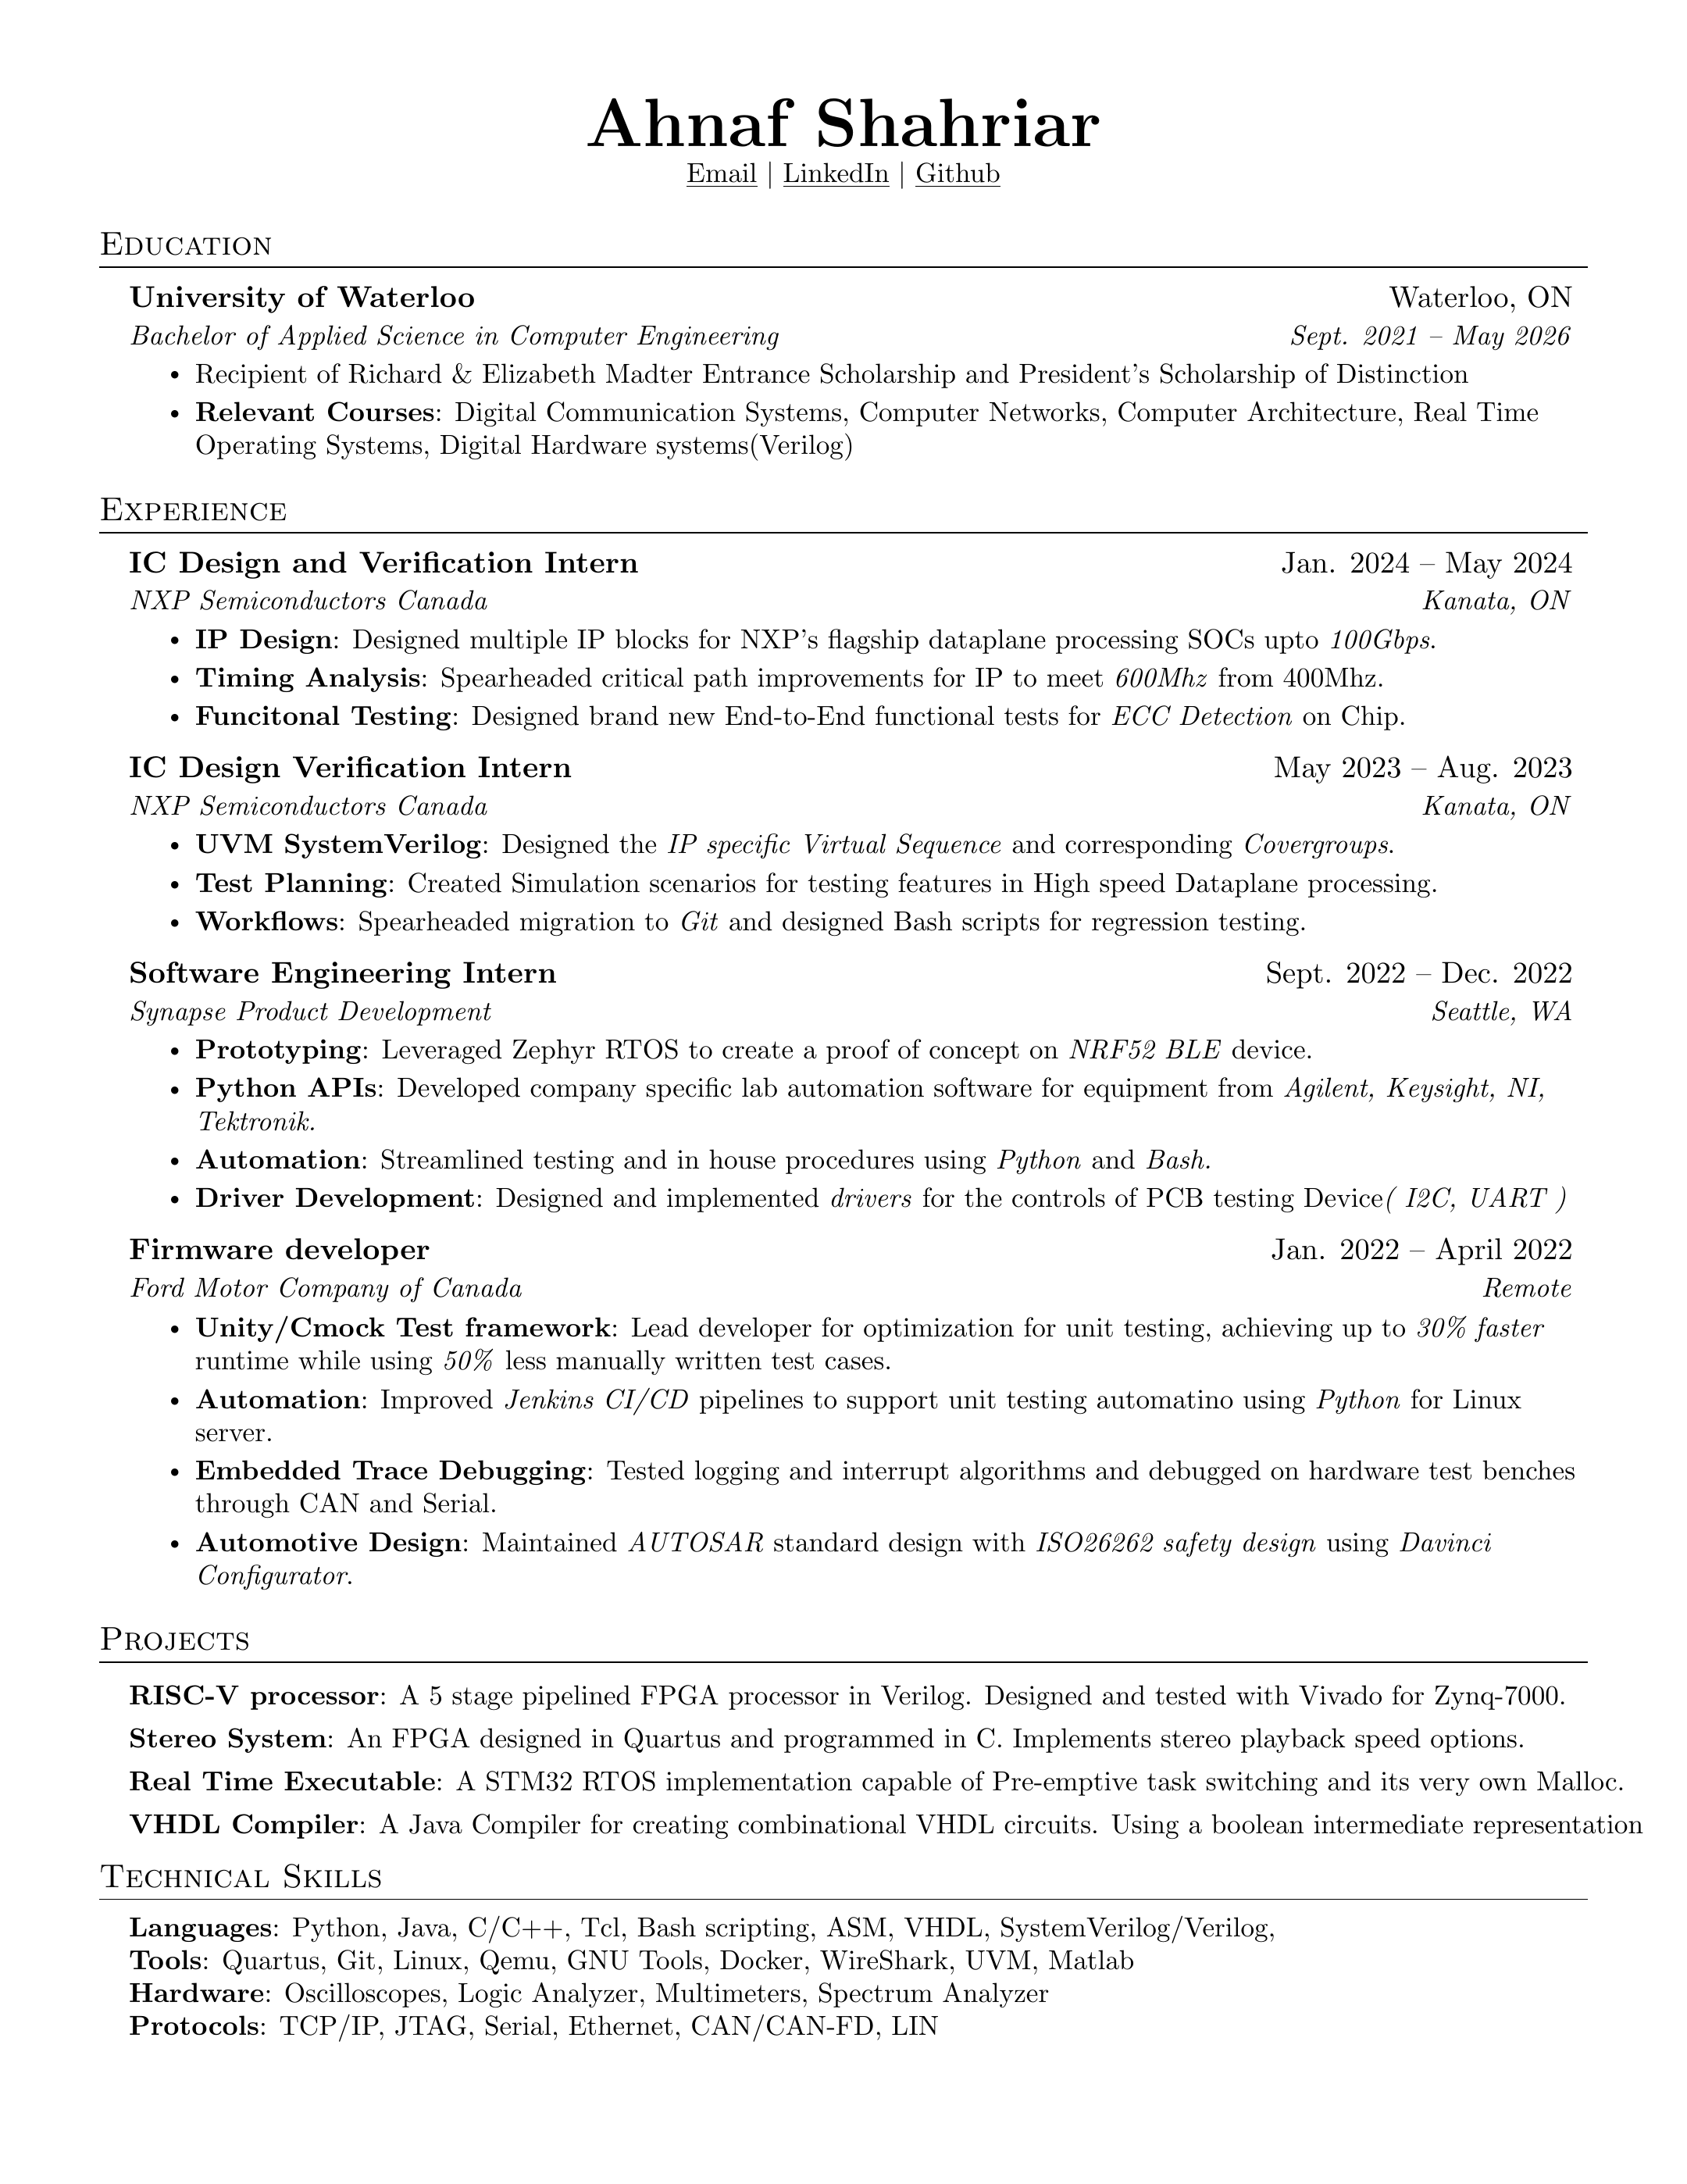 Ahnaf Shahriar
Email | LinkedIn | Github
Education
University of Waterloo Waterloo, ON
Bachelor of Applied Science in Computer Engineering Sept. 2021 – May 2026
• Recipient of Richard & Elizabeth Madter Entrance Scholarship and President's Scholarship of Distinction
• Relevant Courses: Digital Communication Systems, Computer Networks, Computer Architecture, Real Time
Operating Systems, Digital Hardware systems(Verilog)
Experience
IC Design and Verification Intern Jan. 2024 – May 2024
NXP Semiconductors Canada Kanata, ON
• IP Design: Designed multiple IP blocks for NXP's flagship dataplane processing SOCs upto 100Gbps.
• Timing Analysis: Spearheaded critical path improvements for IP to meet 600Mhz from 400Mhz.
• Funcitonal Testing: Designed brand new End-to-End functional tests for ECC Detection on Chip.
IC Design Verification Intern May 2023 – Aug. 2023
NXP Semiconductors Canada Kanata, ON
• UVM SystemVerilog: Designed the IP specific Virtual Sequence and corresponding Covergroups.
• Test Planning: Created Simulation scenarios for testing features in High speed Dataplane processing.
• Workflows: Spearheaded migration to Git and designed Bash scripts for regression testing.
Software Engineering Intern Sept. 2022 – Dec. 2022
Synapse Product Development Seattle, WA
• Prototyping: Leveraged Zephyr RTOS to create a proof of concept on NRF52 BLE device.
• Python APIs: Developed company specific lab automation software for equipment from Agilent, Keysight, NI,
Tektronik.
• Automation: Streamlined testing and in house procedures using Python and Bash.
• Driver Development: Designed and implemented drivers for the controls of PCB testing Device( I2C, UART )
Firmware developer Jan. 2022 – April 2022
Ford Motor Company of Canada Remote
• Unity/Cmock Test framework: Lead developer for optimization for unit testing, achieving up to 30% faster
runtime while using 50% less manually written test cases.
• Automation: Improved Jenkins CI/CD pipelines to support unit testing automatino using Python for Linux
server.
• Embedded Trace Debugging: Tested logging and interrupt algorithms and debugged on hardware test benches
through CAN and Serial.
• Automotive Design: Maintained AUTOSAR standard design with ISO26262 safety design using Davinci
Configurator.
Projects
RISC-V processor: A 5 stage pipelined FPGA processor in Verilog. Designed and tested with Vivado for Zynq-7000.
Stereo System: An FPGA designed in Quartus and programmed in C. Implements stereo playback speed options.
Real Time Executable: A STM32 RTOS implementation capable of Pre-emptive task switching and its very own Malloc.
VHDL Compiler: A Java Compiler for creating combinational VHDL circuits. Using a boolean intermediate representation
Technical Skills
Languages: Python, Java, C/C++, Tcl, Bash scripting, ASM, VHDL, SystemVerilog/Verilog,
Tools: Quartus, Git, Linux, Qemu, GNU Tools, Docker, WireShark, UVM, Matlab
Hardware: Oscilloscopes, Logic Analyzer, Multimeters, Spectrum Analyzer
Protocols: TCP/IP, JTAG, Serial, Ethernet, CAN/CAN-FD, LIN